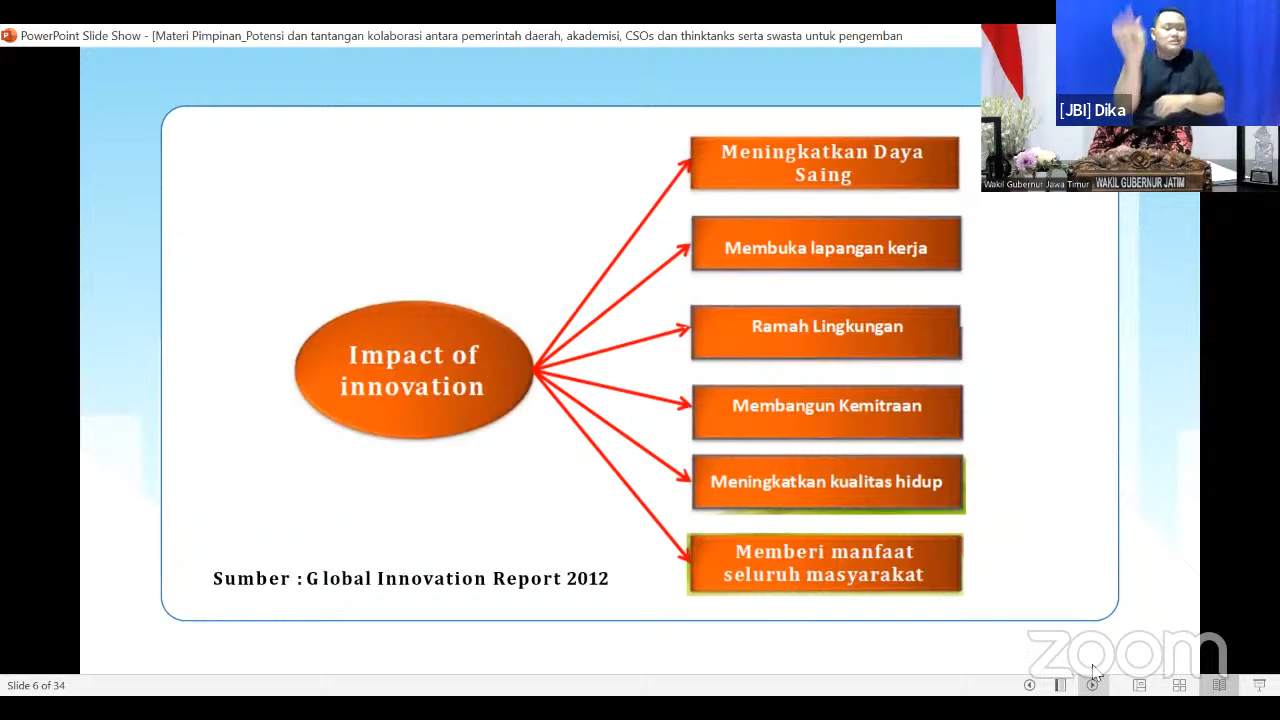 PowerPoint Slide Show - [Materi Pimpinan_Potensi dan tantangan kolaborasi antara pemerintah daerah, akademisi, CSOs dan thinktanks serta swasta untuk pengemban
[JBI] Dika
Wakil Gubernur Jawa Timur
WAKIL GUBERNUR JATIM
Meningkatkan Daya
Saing
Membuka lapangan kerja
Ramah Lingkungan
Impact of
innovation
Membangun Kemitraan
Meningkatkan kualitas hidup
Memberi manfaat
seluruh masyarakat
Sumber : Global Innovation Report 2012
zoom
Slide 6 of 34